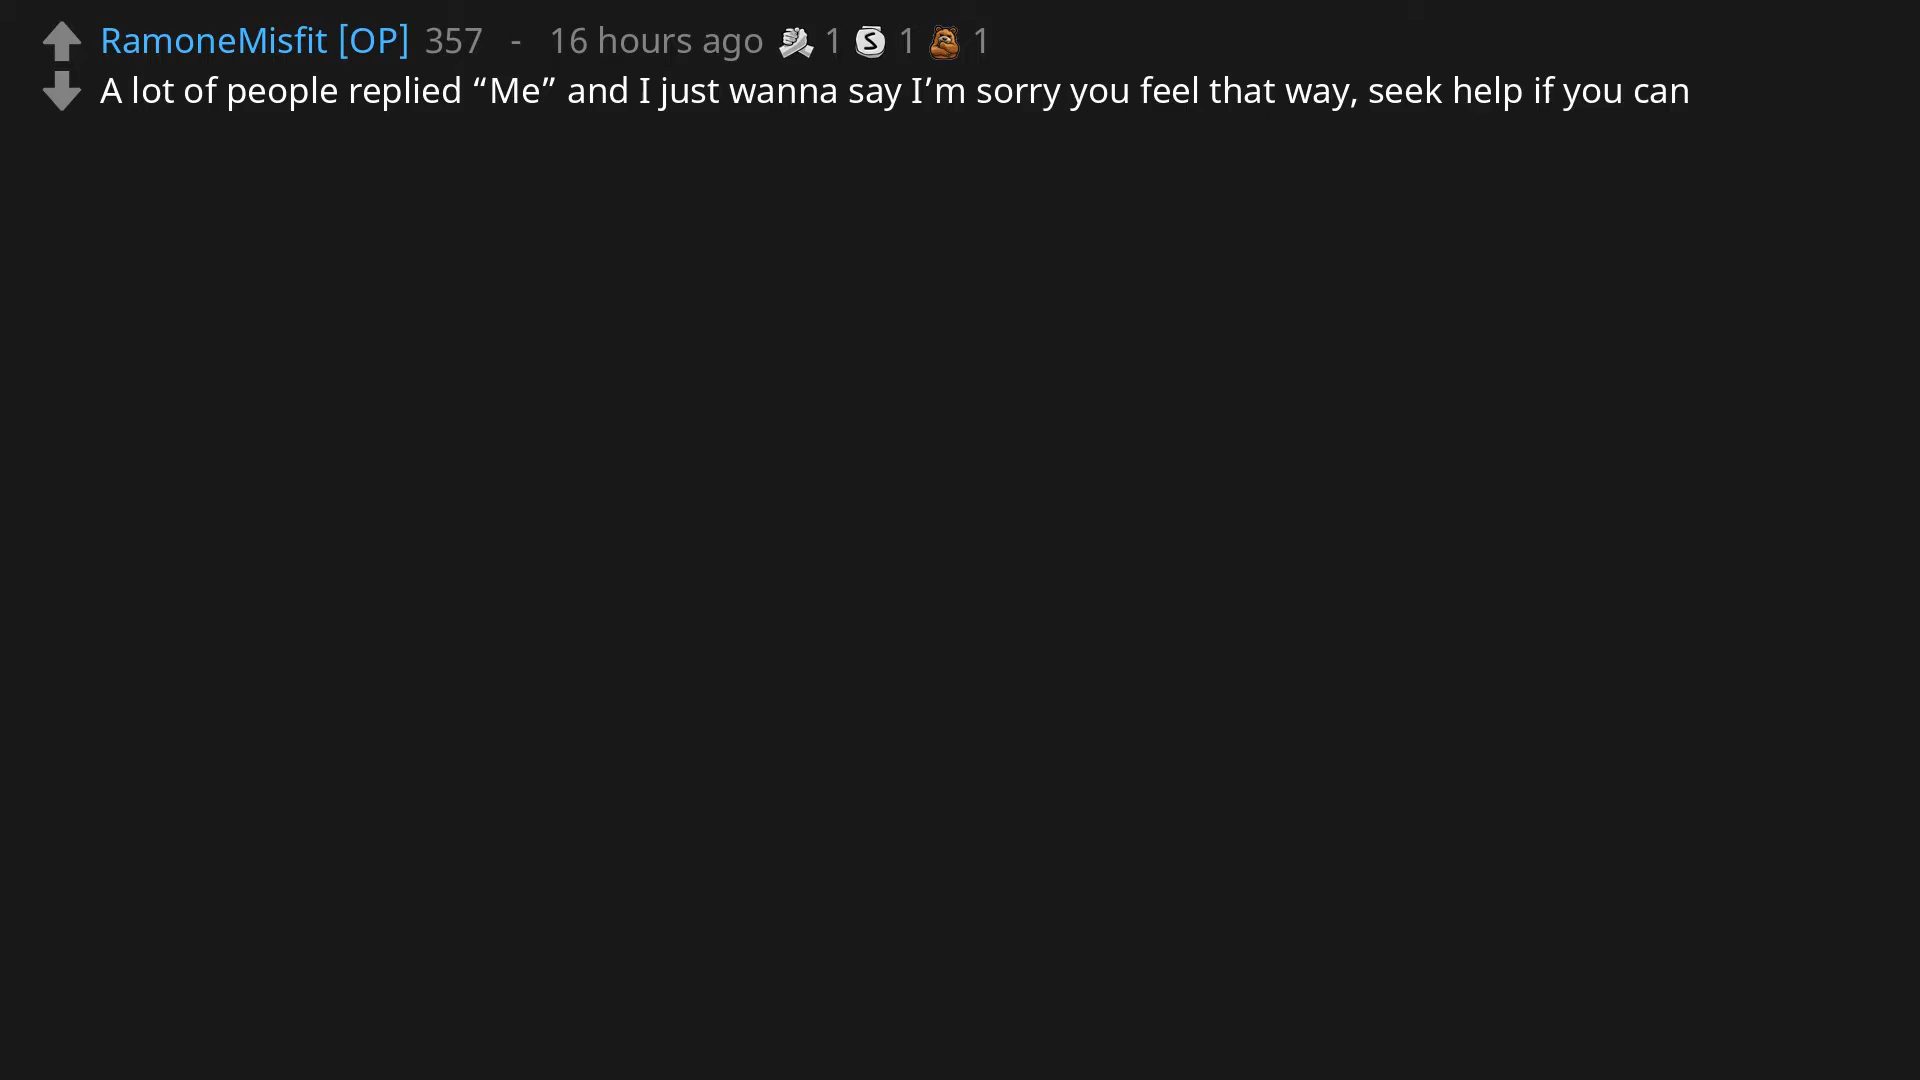 RamoneMisfit [OP] 357 - 16 hours ago 1 S 1 1
A lot of people replied “Me” and I just wanna say I’m sorry you feel that way, seek help if you can